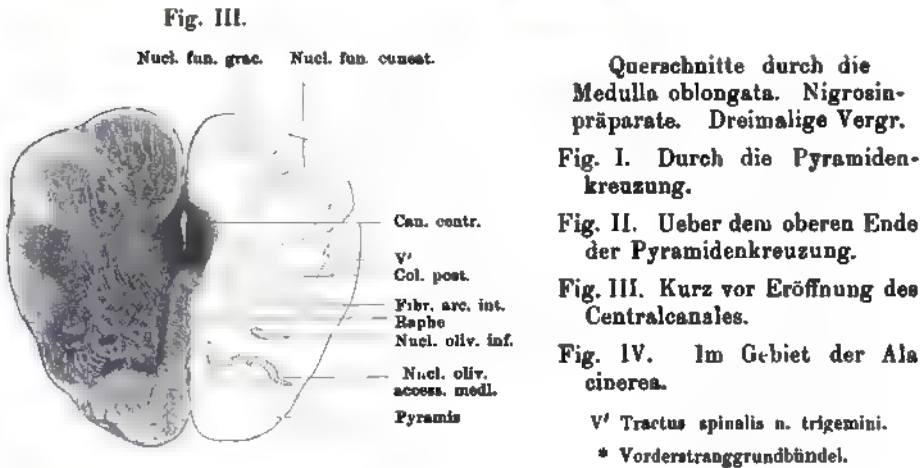 Fig. III.
Nucl. fun. grac. Nucl. fun. cuneat.
Can. centr.
V'
Col. post.
Fibr. arc. int.
Raphe
Nucl. oliv. inf.
Nucl. oliv.
access. medl.
Pyramis
Querschnitte durch die
Medulla oblongata. Nigrosin-
präparate. Dreimalige Vergr.
Fig. I. Durch die Pyramiden-
kreuzung.
Fig. II. Ueber dem oberen Ende
der Pyramidenkreuzung.
Fig. III. Kurz vor Eröffnung des
Centralcanales.
Fig. IV. Im Gebiet der Ala
cinerea.
V' Tractus spinalis n. trigemini.
* Vorderstranggrundbündel.